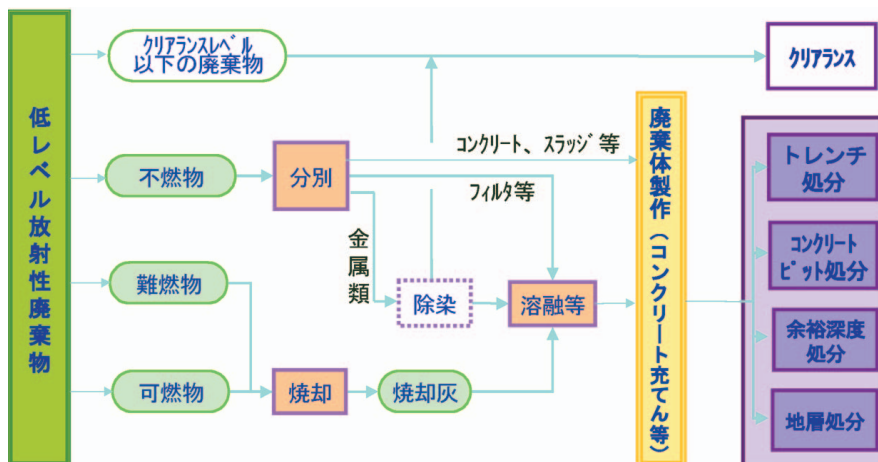 低レベル放射性廃棄物
クリアランスレベル
以下の廃棄物
クリアランス
不燃物
分別
コンクリート、スラッジ等
フィルタ等
金属類
除染
溶融等
難燃物
可燃物
焼却
焼却灰
廃棄体製作（コンクリート充てん等）
トレンチ
処分
コンクリート
ピット処分
余裕深度
処分
地層処分